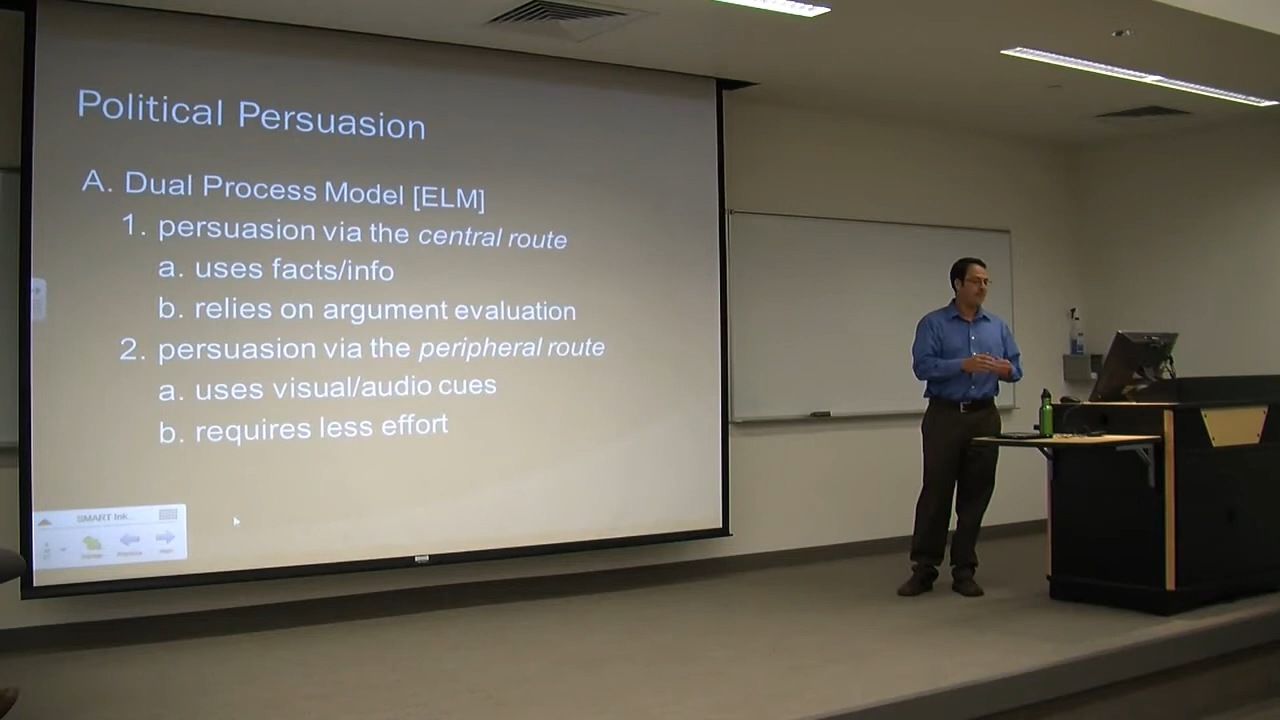 Political Persuasion
A. Dual Process Model [ELM]
1. persuasion via the central route
a. uses facts/info
b. relies on argument evaluation
2. persuasion via the peripheral route
a. uses visual/audio cues
b. requires less effort
SMART Ink